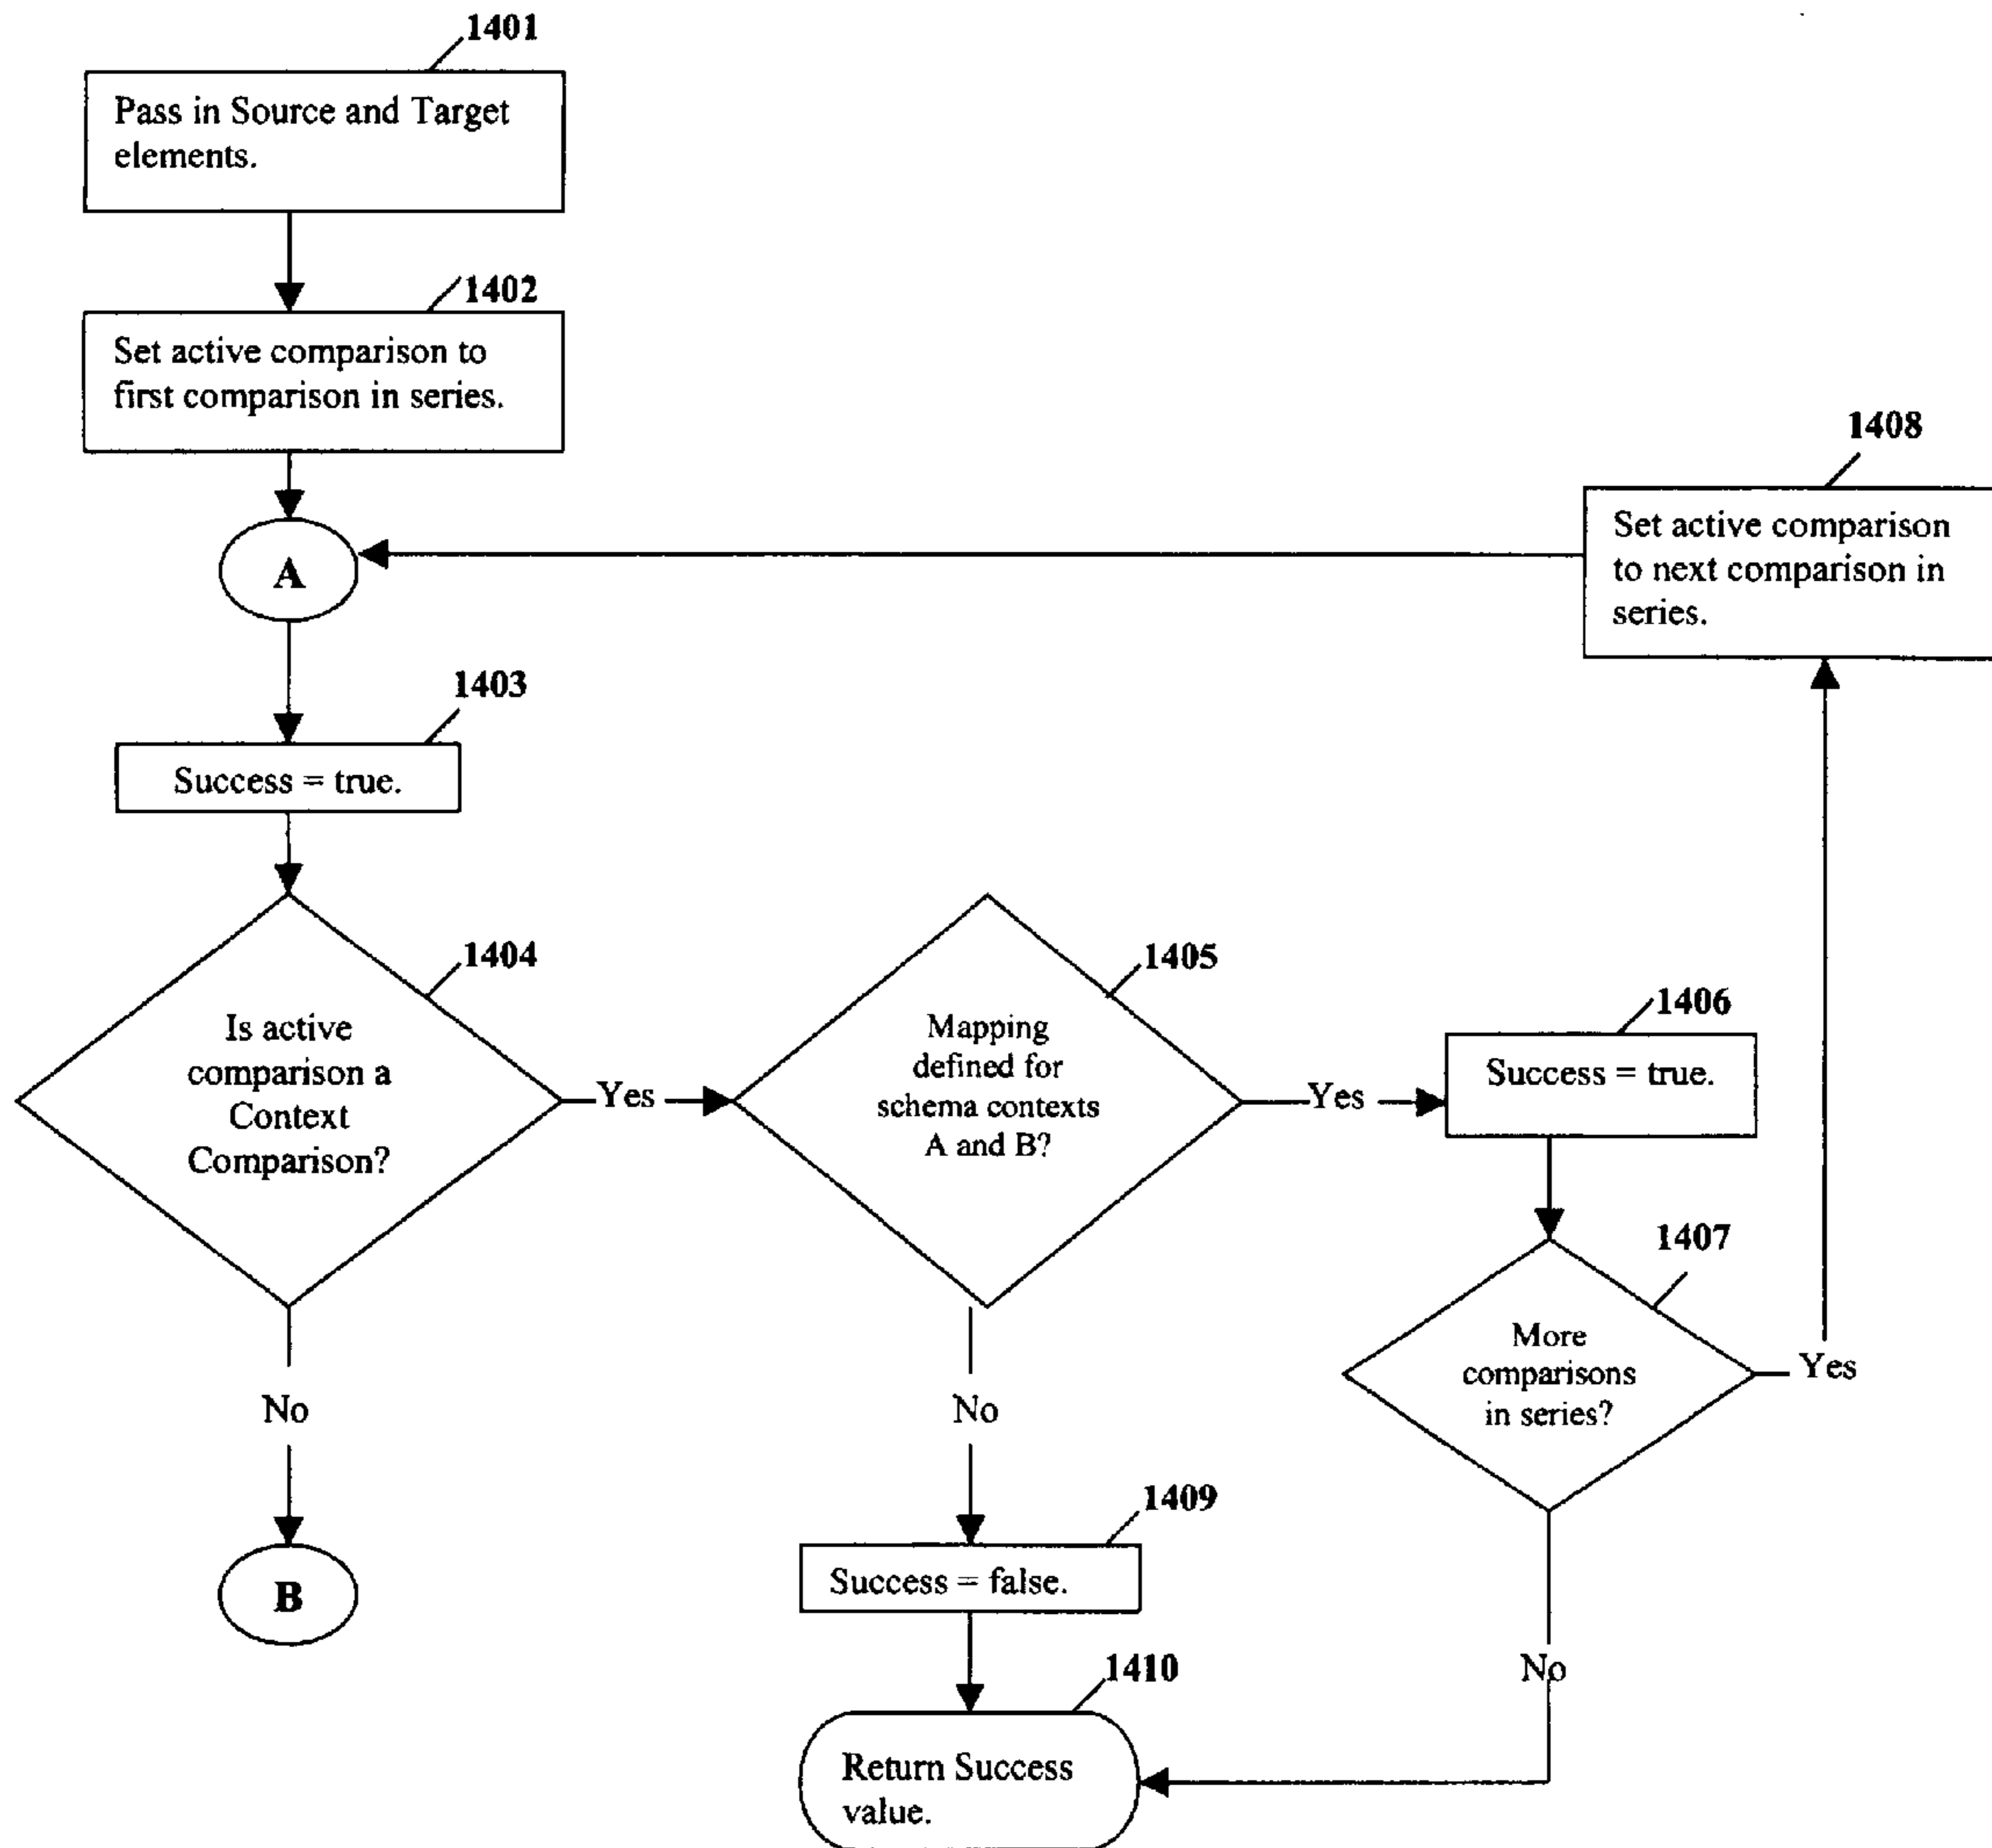 1401
Pass in Source and Target
elements.
1402
Set active comparison to
first comparison in series.
1408
Set active comparison
to next comparison in
series.
A
1403
Success = true.
1404
Is active
comparison a
Context
Comparison?
Yes
1405
Mapping
defined for
schema contexts
A and B?
Yes
1406
Success = true.
1407
More
comparisons
in series?
Yes
No
No
1409
Success = false.
B
No
1410
Return Success
value.